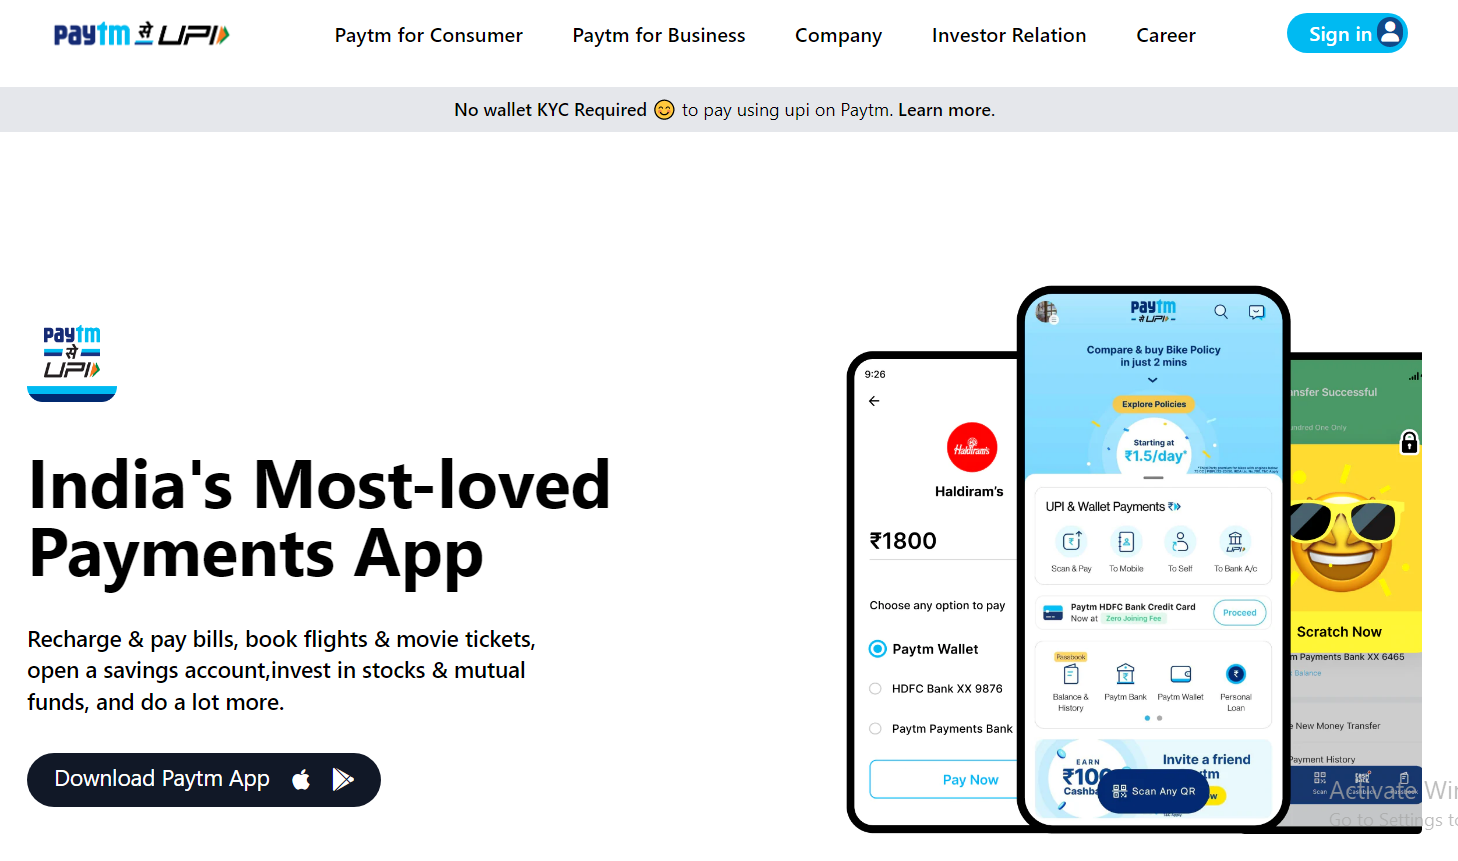 paytm से UPI
Paytm for Consumer
Paytm for Business
Company
Investor Relation
Career
Sign in
No wallet KYC Required 😊 to pay using upi on Paytm. Learn more.
paytm
से
UPI
India's Most-loved
Payments App
Recharge & pay bills, book flights & movie tickets,
open a savings account,invest in stocks & mutual
funds, and do a lot more.
Download Paytm App
9:26
Haldiram's
Haldiram's
₹1800
Choose any option to pay
Paytm Wallet
HDFC Bank XX 9876
Paytm Payments Bank
Pay Now
paytm
से UPI
Compare & buy Bike Policy
in just 2 mins
Explore Policies
Starting at
₹1.5/day*
UPI & Wallet Payments
Scan & Pay
To Mobile
To Self
UPI
To Bank A/c
Paytm HDFC Bank Credit Card
Now at Zero Joining Fee
Proceed
Passbook
Balance &
History
Paytm Bank
Paytm Wallet
Personal
Loan
EARN
₹100
Cashb
Invite a friend
tm
Scan Any QR
ow
nsfer Successful
undred One Only
Scratch Now
m Payments Bank XX 6465
Balance
e New Money Transfer
Payment History
Scan
Activate Win
Go to Settings to